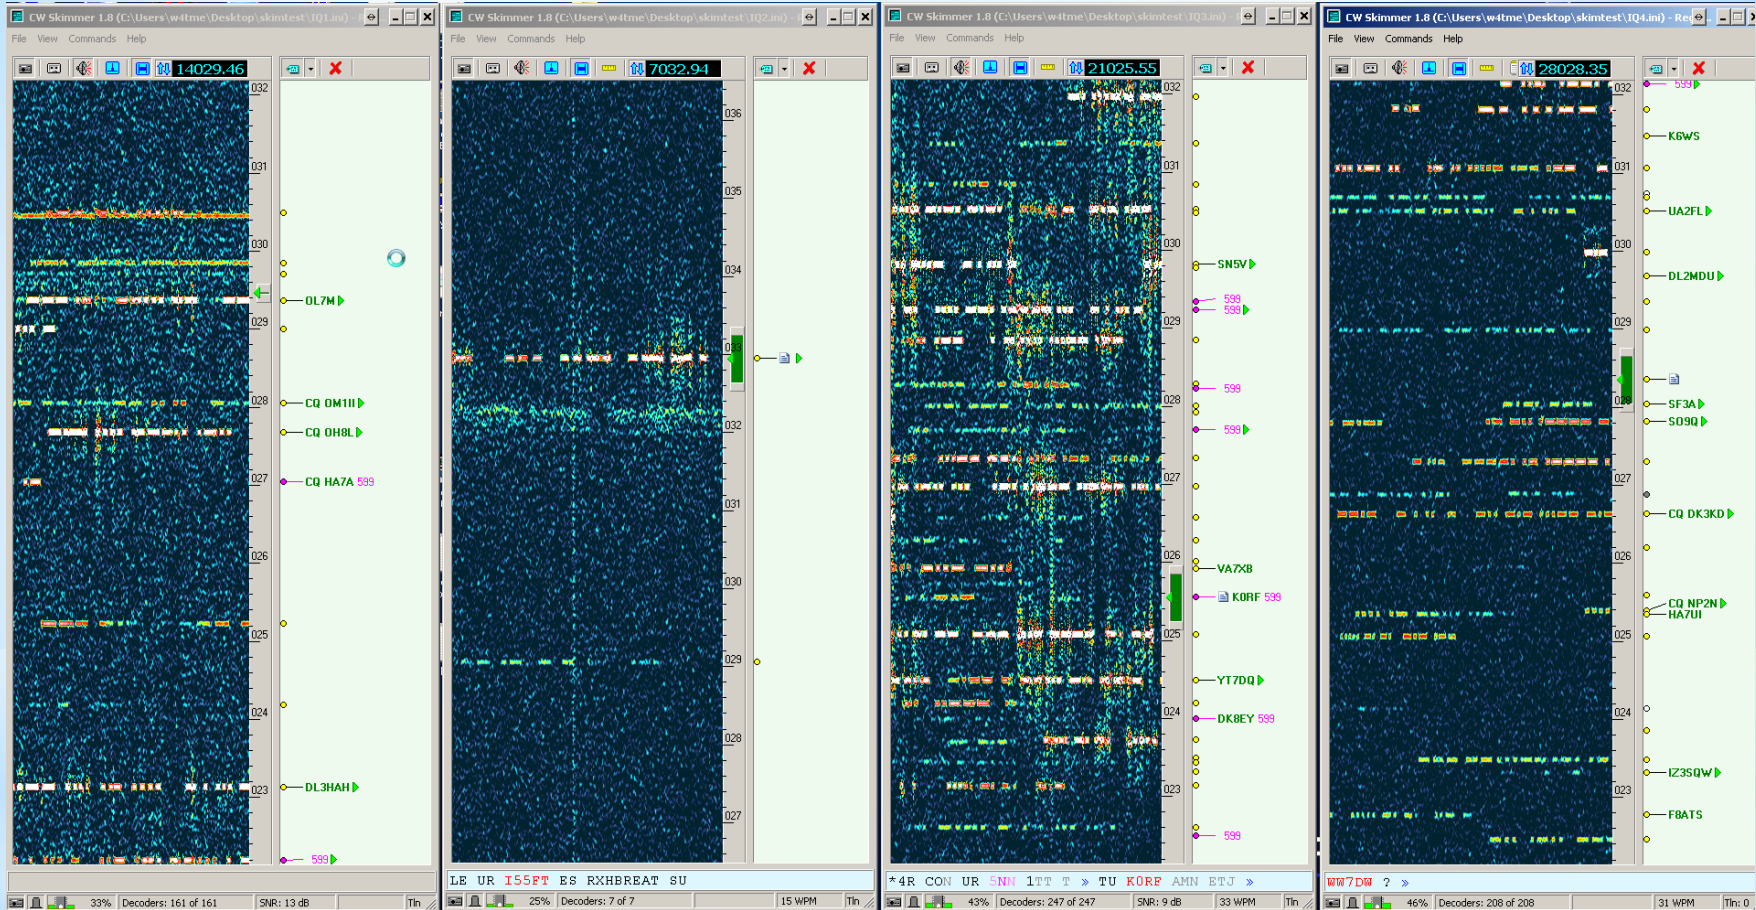 CW Skimmer 1.8 (C:\Users\w4tme\Desktop\skimtest\IQ1.ini) - R
File View Commands Help
14029.46
032
031
030
029
028
027
026
025
024
023
OL7M
CQ OM1II
CQ OH8L
CQ HA7A 599
DL3HAH
599
33% Decoders: 161 of 161 SNR: 13 dB Tln
CW Skimmer 1.8 (C:\Users\w4tme\Desktop\skimtest\IQ2.ini) -
File View Commands Help
7032.94
036
035
034
033
032
031
030
029
028
027
LE UR I55FT ES RXHBREAT SU
25% Decoders: 7 of 7 15 WPM Tln
CW Skimmer 1.8 (C:\Users\w4tme\Desktop\skimtest\IQ3.ini) -
File View Commands Help
21025.55
032
031
030
029
028
027
026
025
024
023
SN5V
599
599
599
599
VA7XB
K0RF 599
YT7DQ
DK8EY 599
599
*4R CON UR 5NN 1TT T » TU K0RF AMN ETJ »
43% Decoders: 247 of 247 SNR: 9 dB 33 WPM Tln
CW Skimmer 1.8 (C:\Users\w4tme\Desktop\skimtest\IQ4.ini) - Rec...
File View Commands Help
28028.35
032
031
030
029
028
027
026
025
024
023
599
K6WS
UA2FL
DL2MDU
SF3A
SO9Q
CQ DK3KD
CQ NP2N
HA7UI
IZ3SQW
F8ATS
WW7DW ? »
46% Decoders: 208 of 208 31 WPM Tln: 0